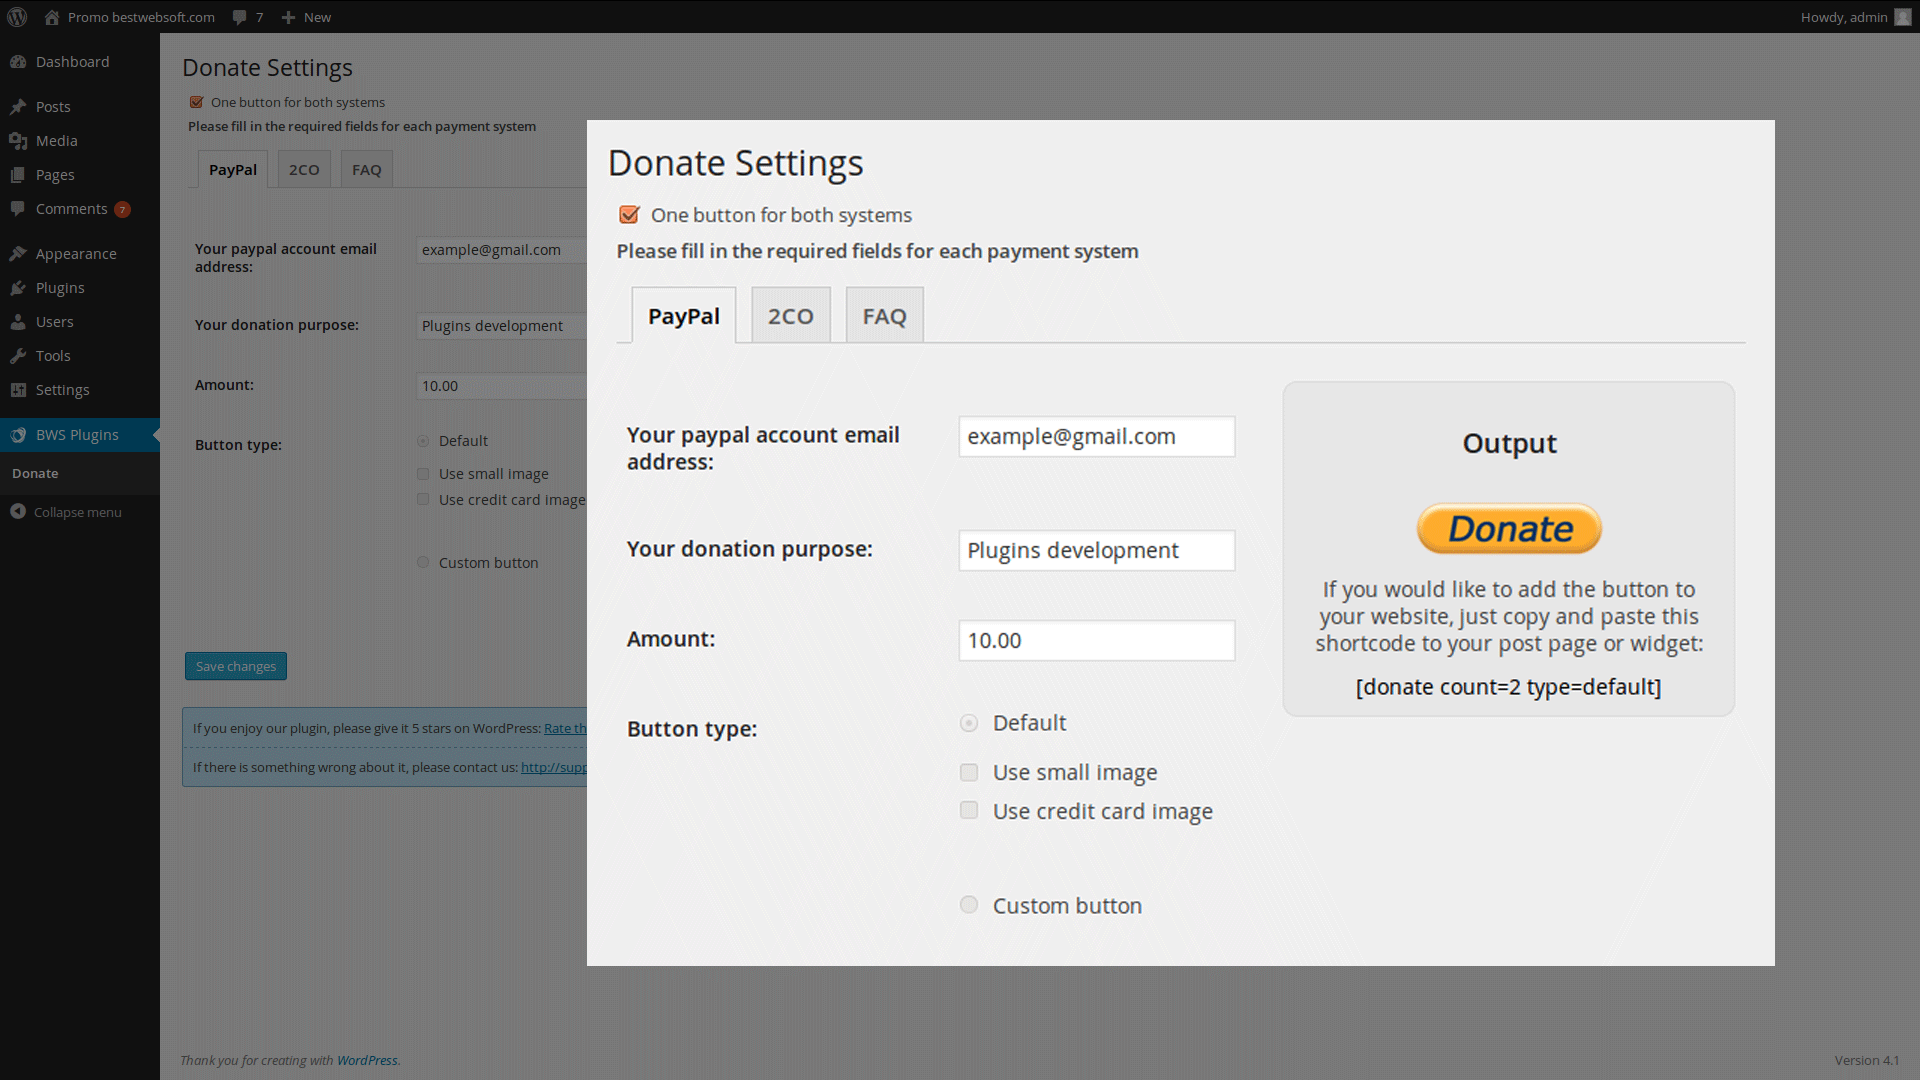 Promo bestwebsoft.com 7 New Howdy, admin
Dashboard
Posts
Media
Pages
Comments 7
Appearance
Plugins
Users
Tools
Settings
BWS Plugins
Donate
Collapse menu
Donate Settings
One button for both systems
Please fill in the required fields for each payment system
PayPal 2CO FAQ
Your paypal account email
address:
example@gmail.com
Your donation purpose:
Plugins development
Amount:
10.00
Button type:
Default
Use small image
Use credit card image
Custom button
Save changes
If you enjoy our plugin, please give it 5 stars on WordPress: Rate th
If there is something wrong about it, please contact us: http://supp
Thank you for creating with WordPress.
Version 4.1
Donate Settings
One button for both systems
Please fill in the required fields for each payment system
PayPal 2CO FAQ
Your paypal account email
address:
example@gmail.com
Your donation purpose:
Plugins development
Amount:
10.00
Button type:
Default
Use small image
Use credit card image
Custom button
Output
Donate
If you would like to add the button to
your website, just copy and paste this
shortcode to your post page or widget:
[donate count=2 type=default]